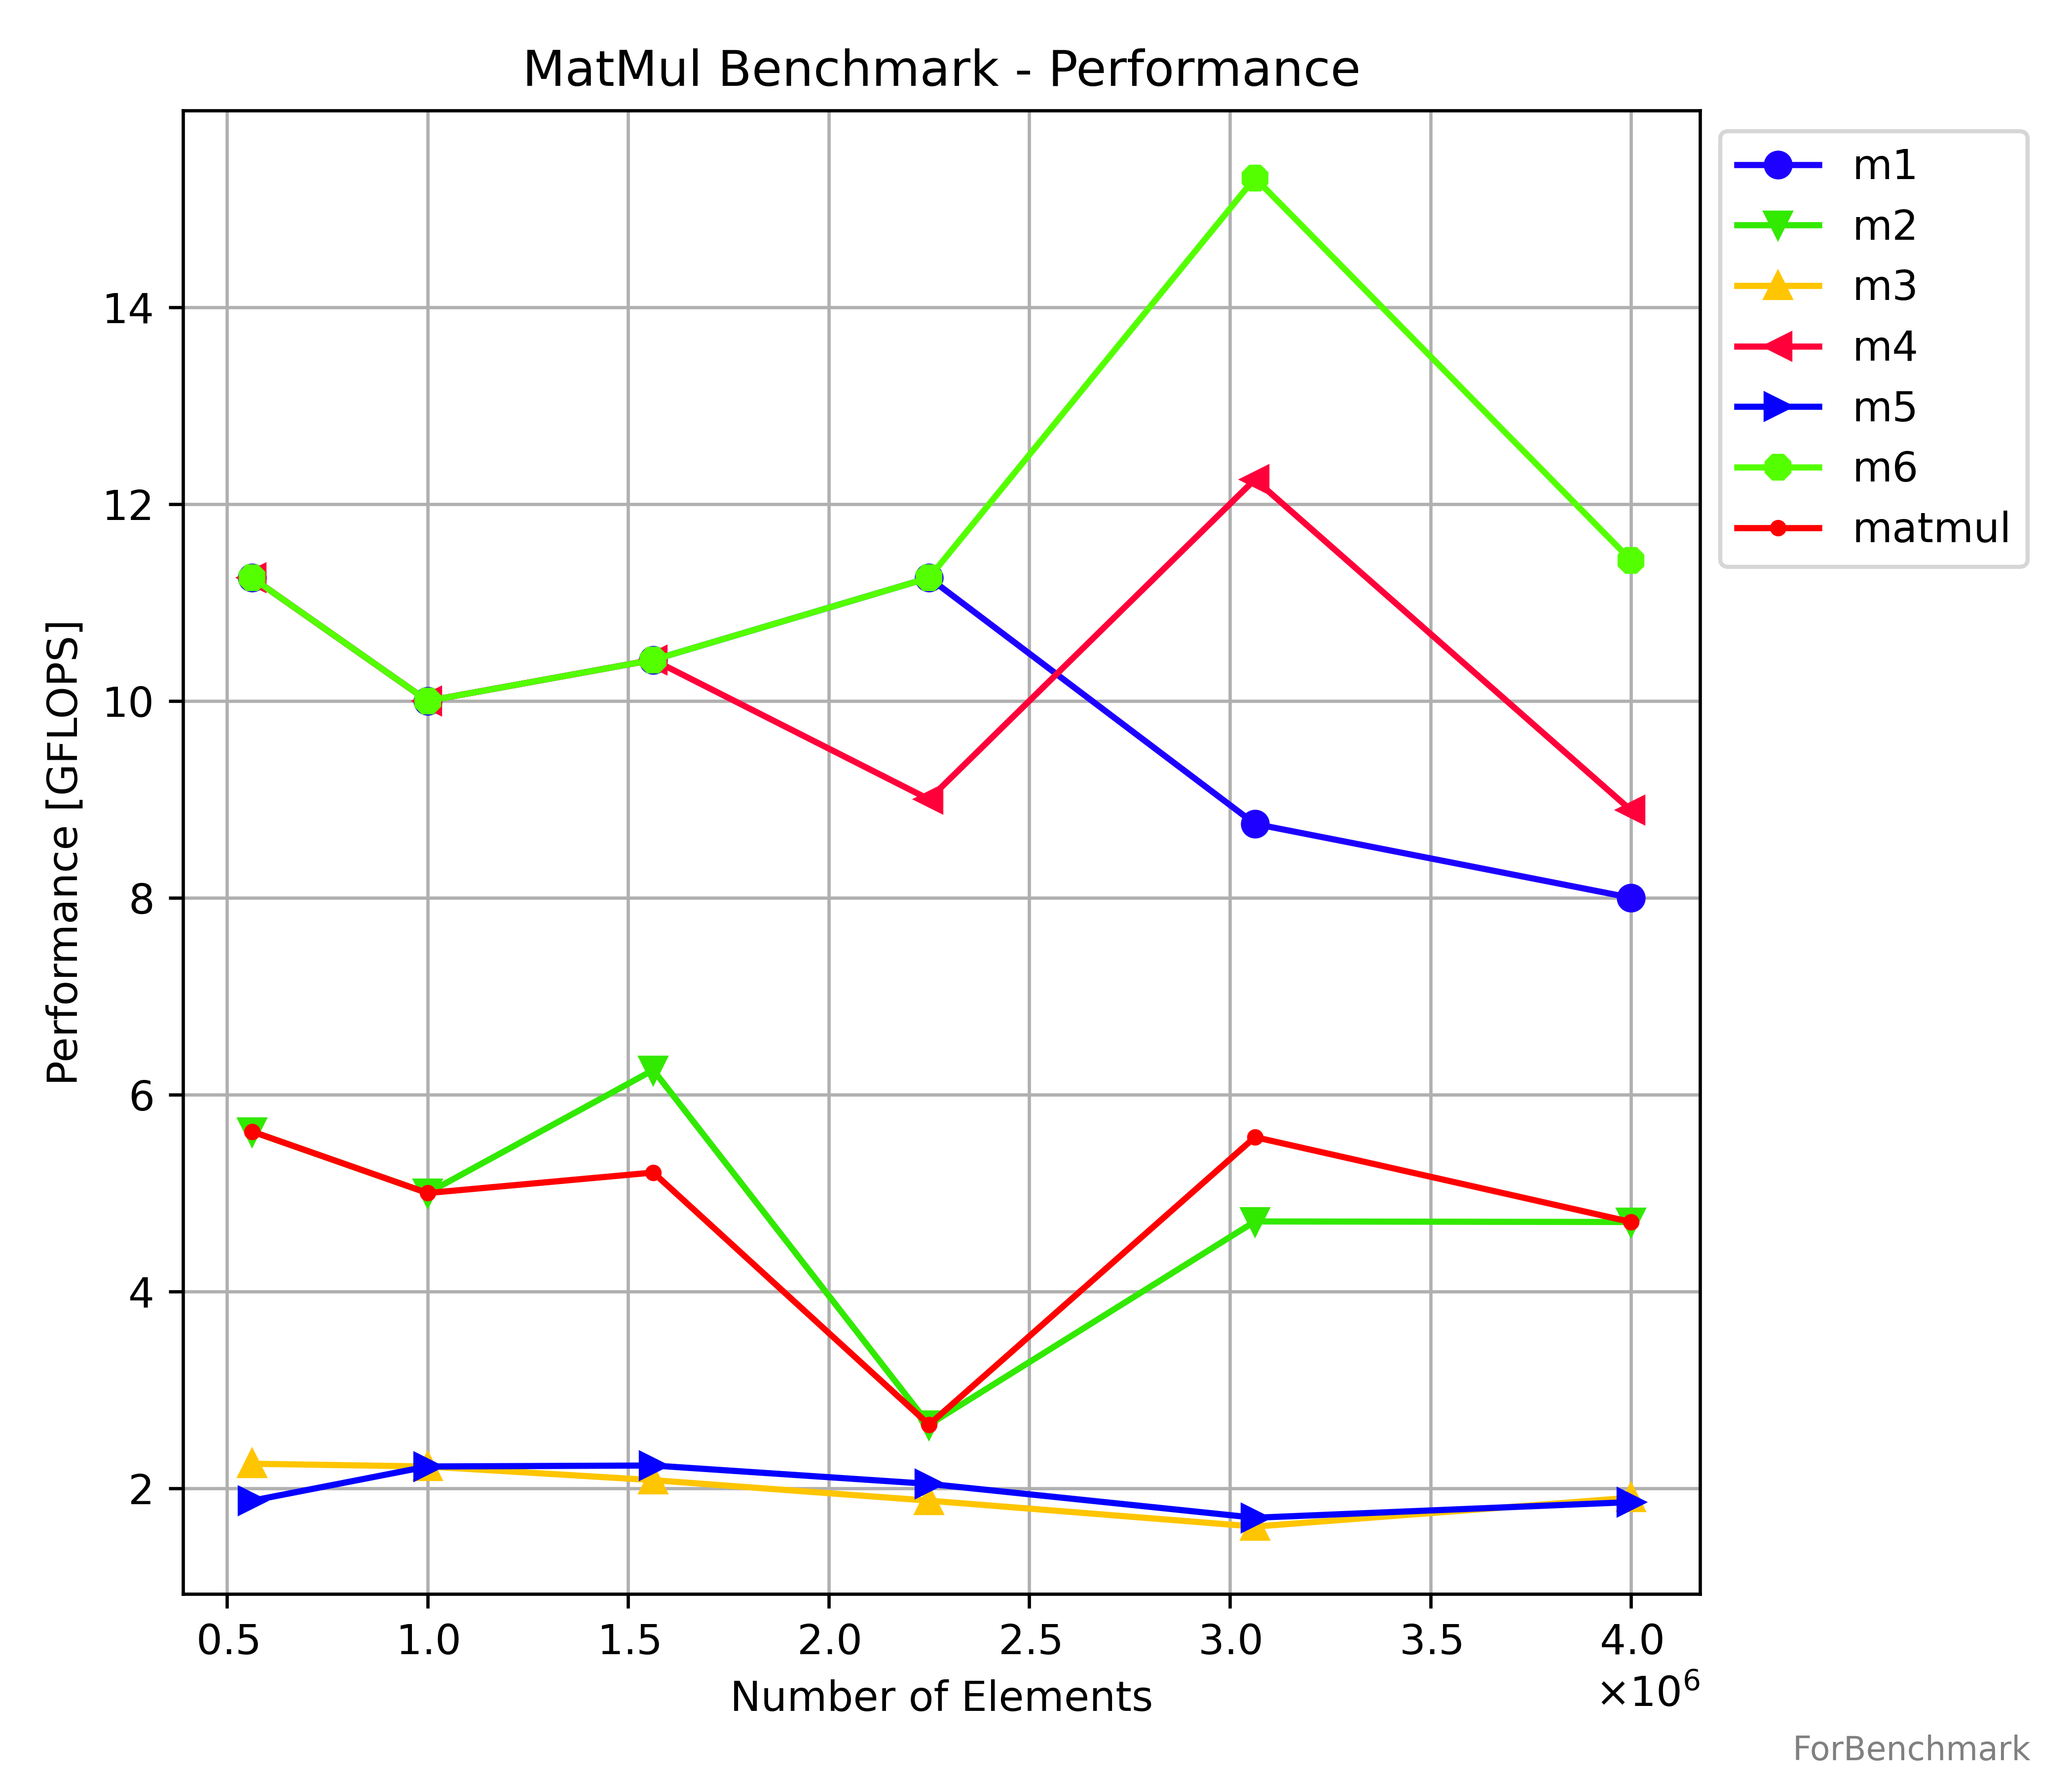 MatMul Benchmark - Performance
m1
m2
m3
m4
m5
m6
matmul
Performance [GFLOPS]
14
12
10
8
6
4
2
0.5 1.0 1.5 2.0 2.5 3.0 3.5 4.0
×10⁶
Number of Elements
ForBenchmark